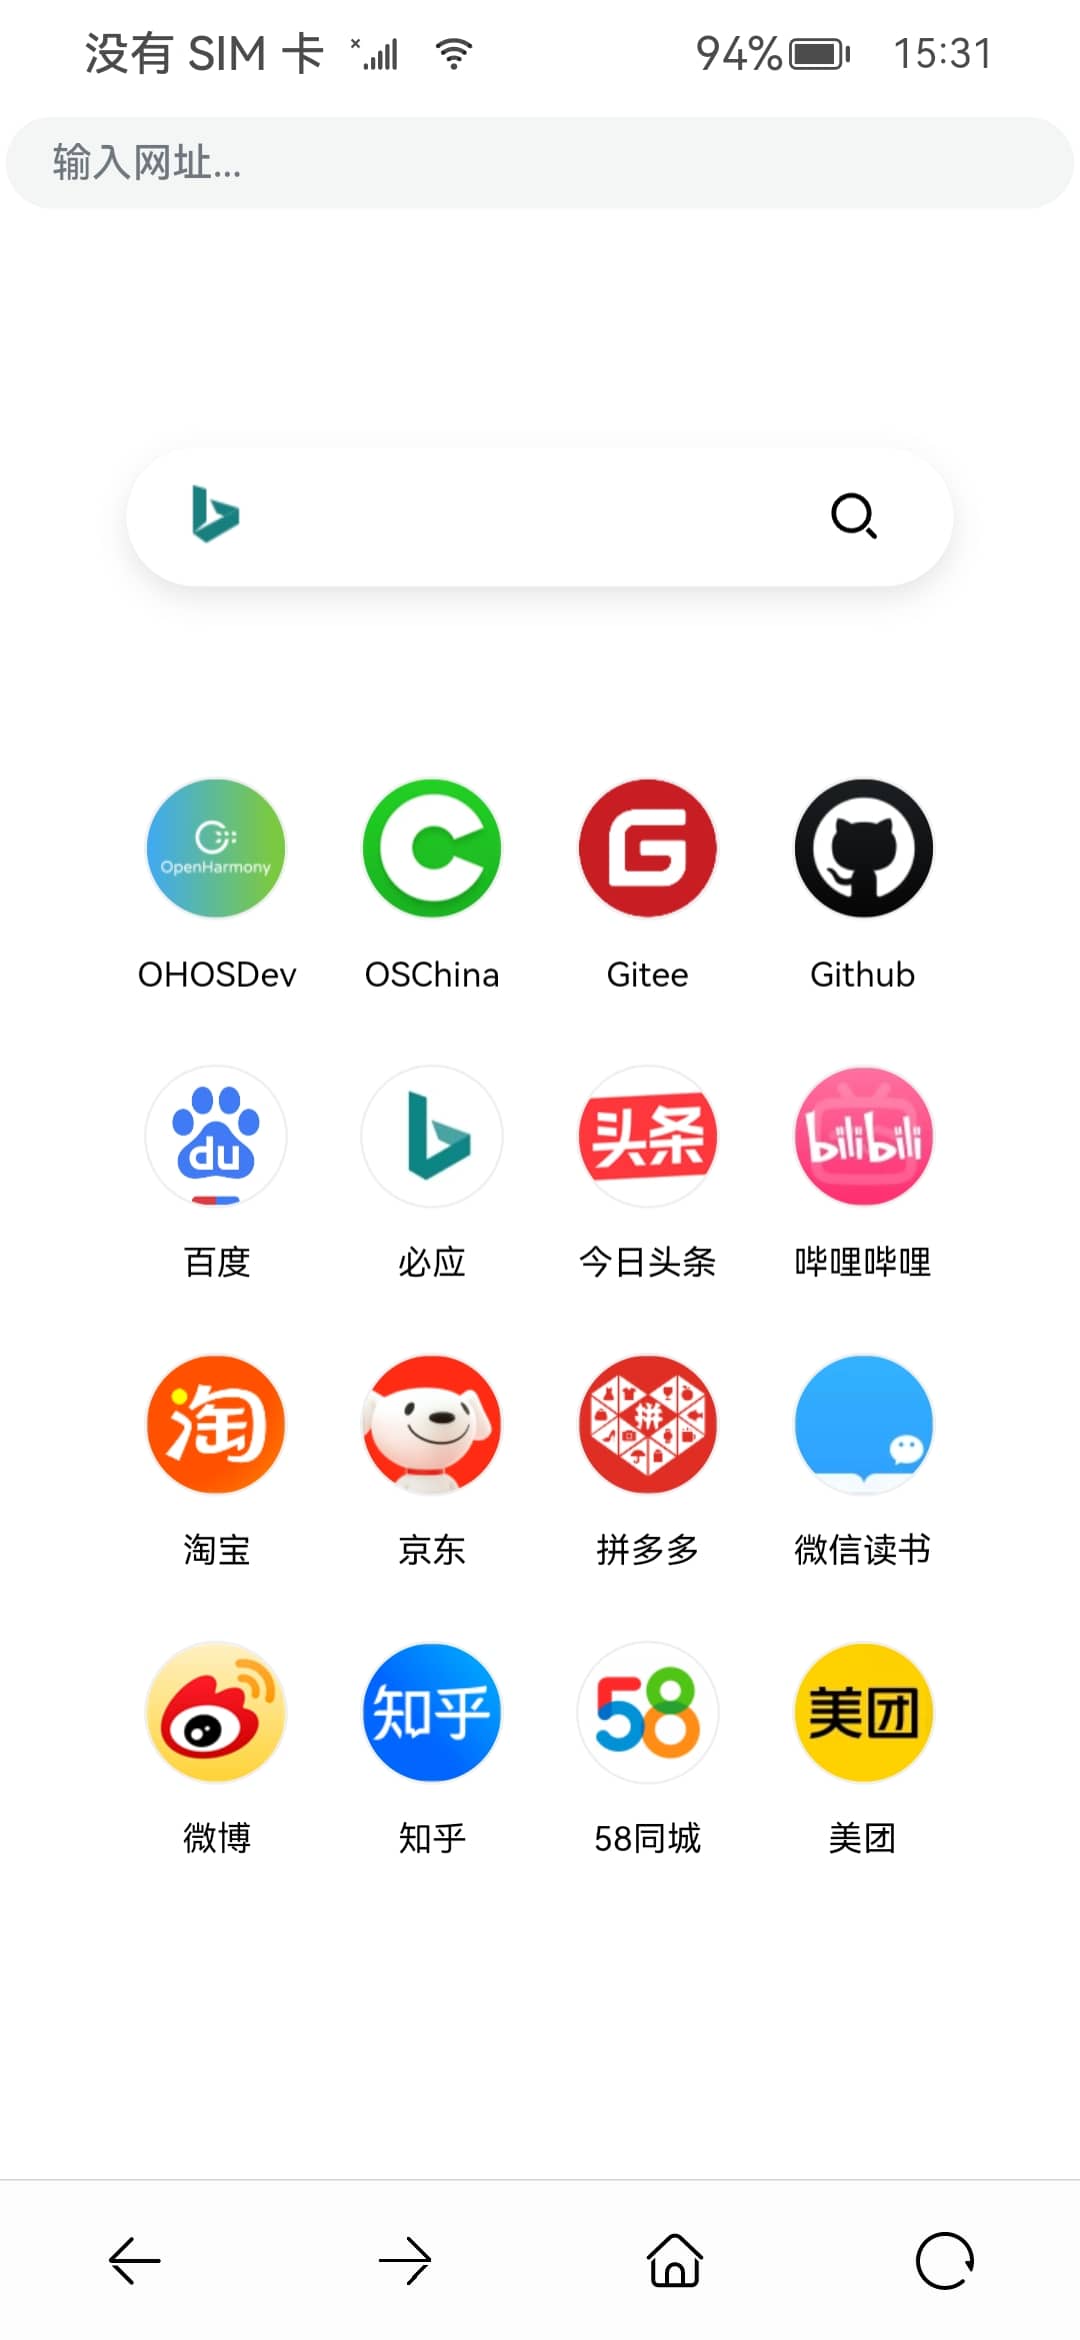 没有 SIM 卡 94% 15:31
输入网址...
OpenHarmony
OHOSDev OSChina Gitee Github
du 头条 bilibili
百度 必应 今日头条 哔哩哔哩
淘 拼
淘宝 京东 拼多多 微信读书
知乎 58 美团
微博 知乎 58同城 美团